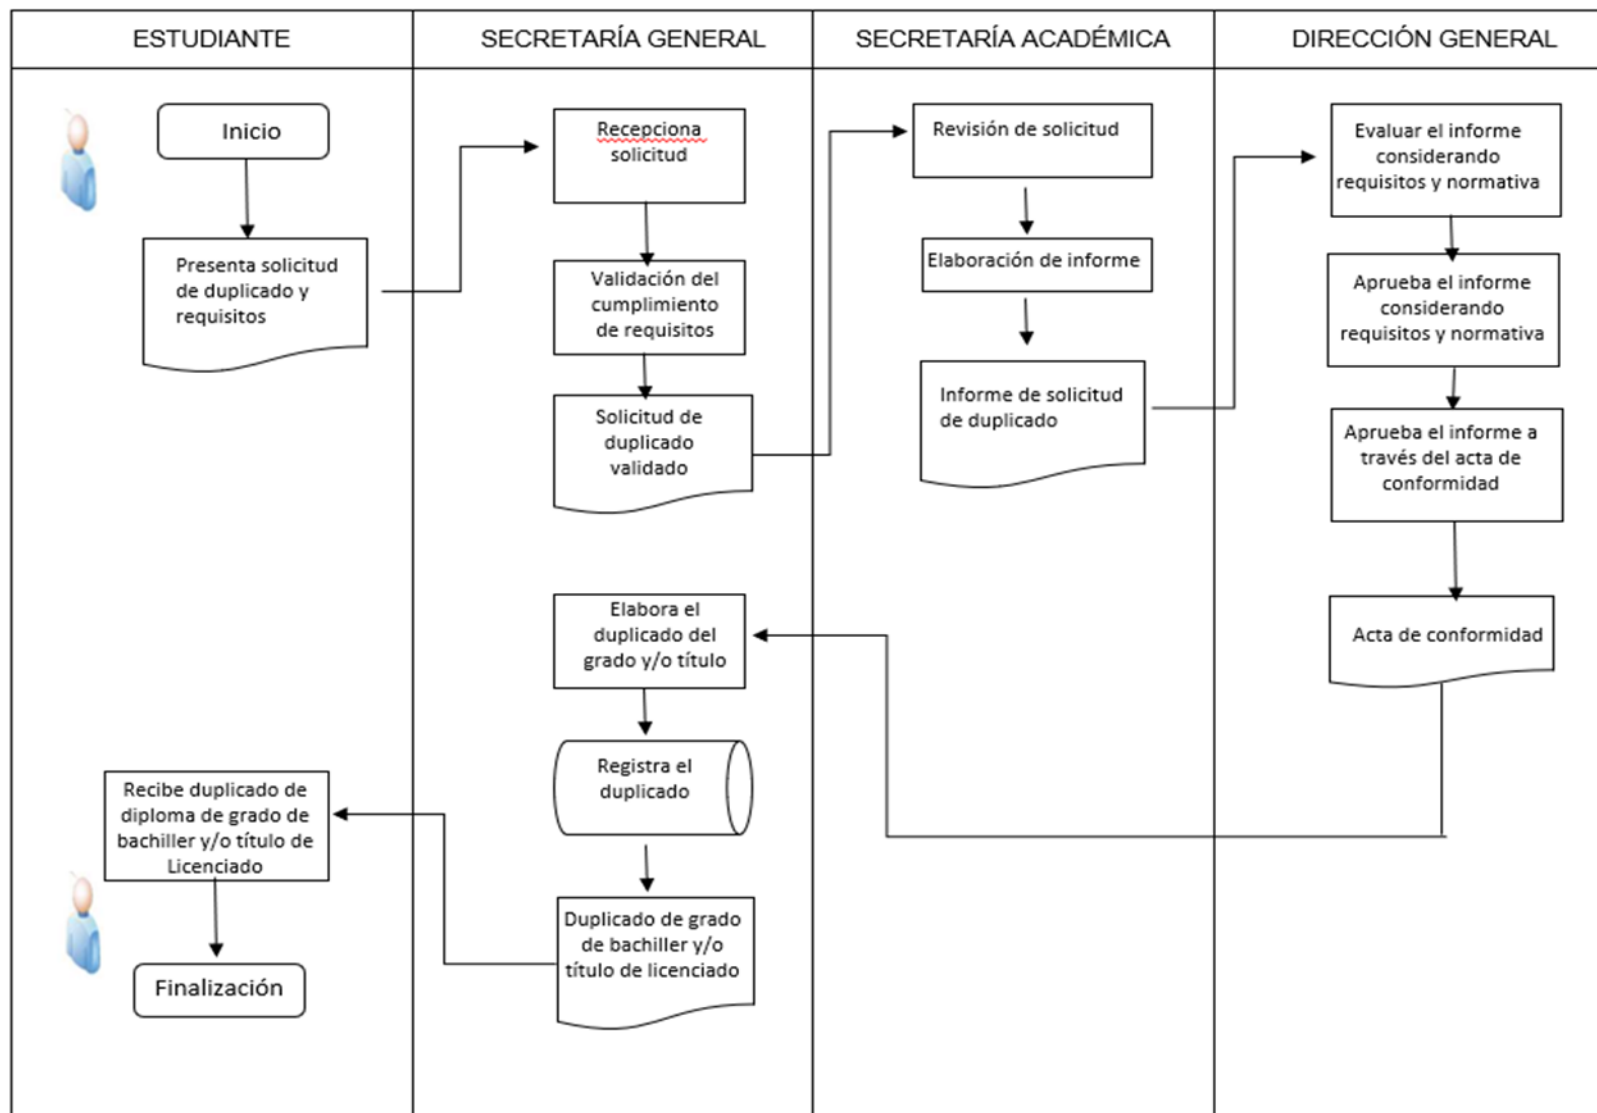 ESTUDIANTE
SECRETARÍA GENERAL
SECRETARÍA ACADÉMICA
DIRECCIÓN GENERAL
Inicio
Presenta solicitud
de duplicado y
requisitos
Recepciona
solicitud
Validación del
cumplimiento
de requisitos
Solicitud de
duplicado
validado
Revisión de solicitud
Elaboración de informe
Informe de solicitud
de duplicado
Evaluar el informe
considerando
requisitos y normativa
Aprueba el informe
considerando
requisitos y normativa
Aprueba el informe a
través del acta de
conformidad
Acta de conformidad
Elabora el
duplicado del
grado y/o título
Registra el
duplicado
Duplicado de grado
de bachiller y/o
título de licenciado
Recibe duplicado de
diploma de grado de
bachiller y/o título de
Licenciado
Finalización